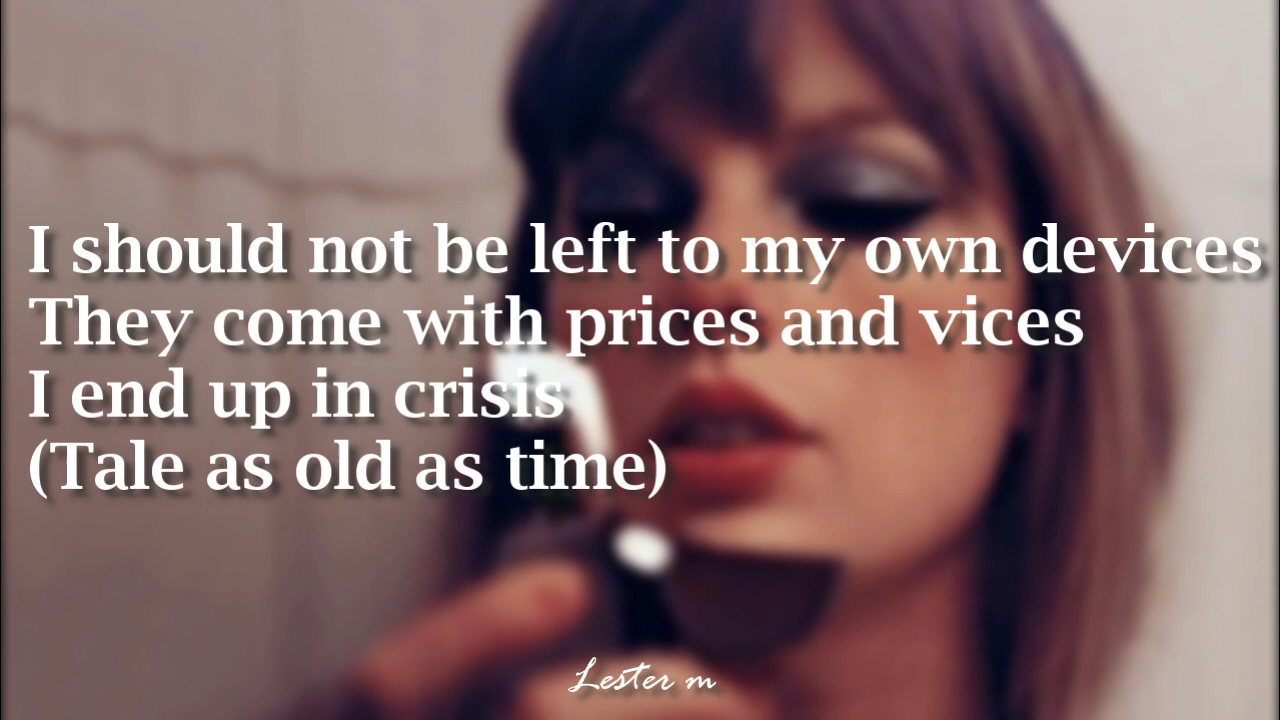 I should not be left to my own devices
They come with prices and vices
I end up in crisis
(Tale as old as time)
Lester m